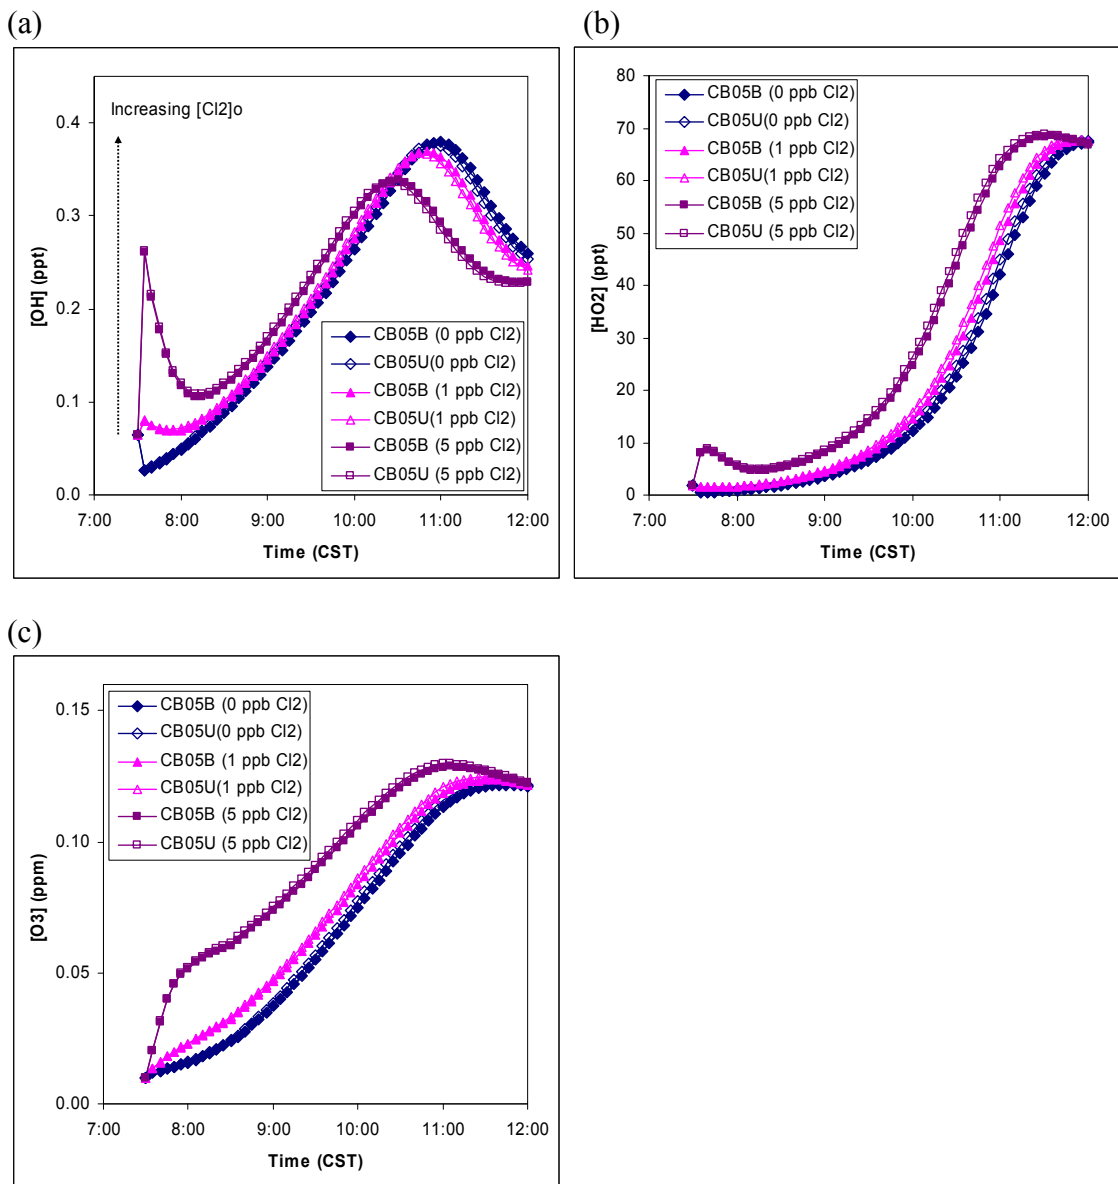 (a)
Increasing [Cl2]o
[OH] (ppt)
0.4
0.3
0.2
0.1
0.0
CB05B (0 ppb Cl2)
CB05U(0 ppb Cl2)
CB05B (1 ppb Cl2)
CB05U(1 ppb Cl2)
CB05B (5 ppb Cl2)
CB05U (5 ppb Cl2)
7:00 8:00 9:00 10:00 11:00 12:00
Time (CST)
(b)
[HO2] (ppt)
80
70
60
50
40
30
20
10
0
CB05B (0 ppb Cl2)
CB05U(0 ppb Cl2)
CB05B (1 ppb Cl2)
CB05U(1 ppb Cl2)
CB05B (5 ppb Cl2)
CB05U (5 ppb Cl2)
7:00 8:00 9:00 10:00 11:00 12:00
Time (CST)
(c)
[O3] (ppm)
0.15
0.10
0.05
0.00
CB05B (0 ppb Cl2)
CB05U(0 ppb Cl2)
CB05B (1 ppb Cl2)
CB05U(1 ppb Cl2)
CB05B (5 ppb Cl2)
CB05U (5 ppb Cl2)
7:00 8:00 9:00 10:00 11:00 12:00
Time (CST)